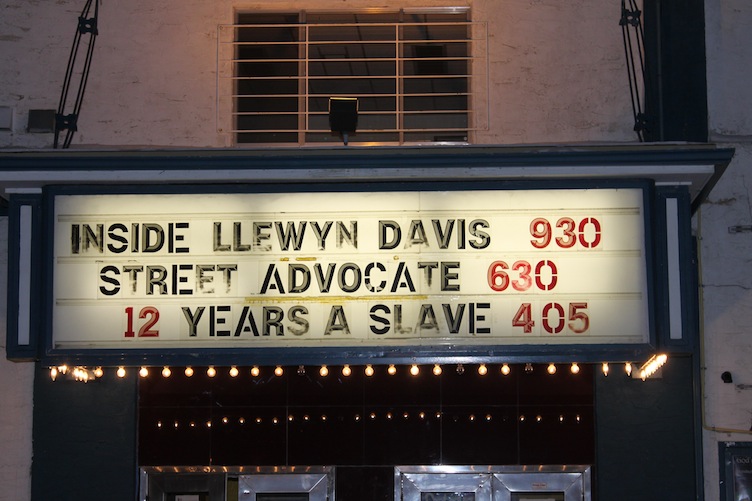 INSIDE LLEWYN DAVIS 930
STREET ADVOCATE 630
12 YEARS A SLAVE 405